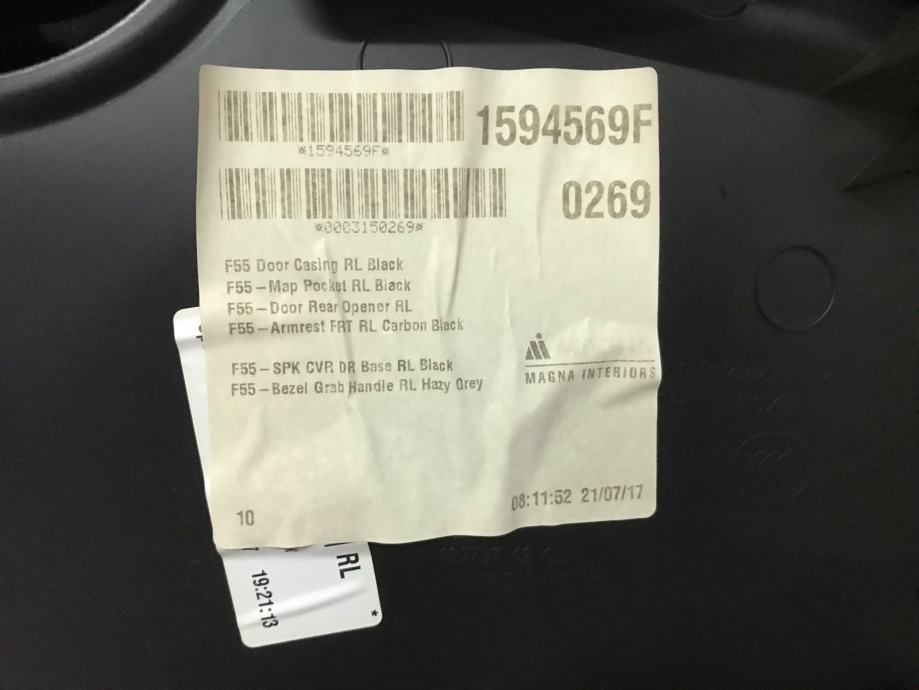 1594569F
*1594569F*
0269
*0003150269*
F55 Door Casing RL Black
F55-Map Pocket RL Black
F55-Door Rear Opener RL
F55-Armrest FRT RL Carbon Black
F55-SPK CVR DR Base RL Black
F55-Bezel Grab Handle RL Hazy Grey
MAGNA INTERIORS
10
08:11:52 21/07/17
RL
19:21:13
*